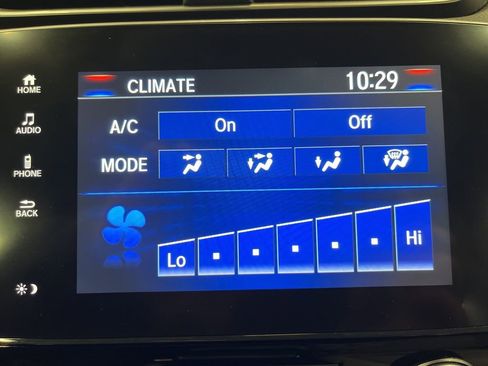 CLIMATE 10:29
HOME
A/C On Off
AUDIO
MODE
PHONE
BACK
Lo Hi